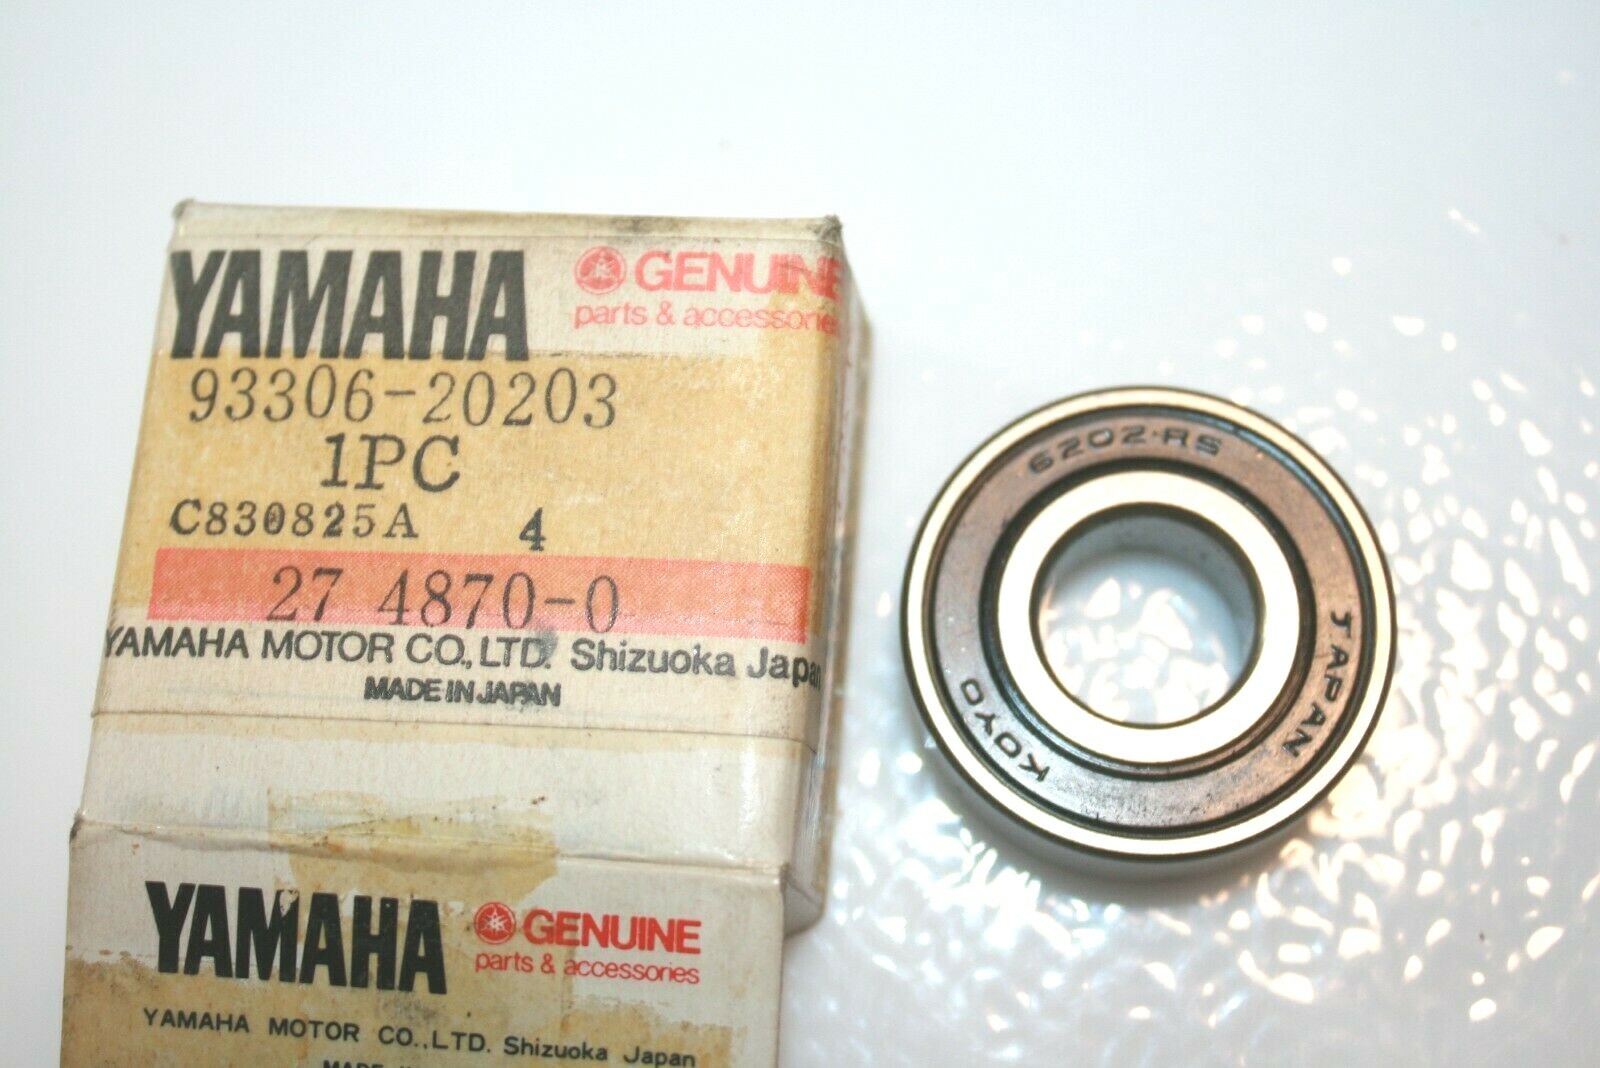 YAMAHA GENUINE
parts & accessories
93306-20203
1PC
C830825A 4
27 4870-0
YAMAHA MOTOR CO., LTD. Shizuoka Japan
MADE IN JAPAN
YAMAHA GENUINE
parts & accessories
YAMAHA MOTOR CO.,LTD. Shizuoka Japan
MADE
6202·RS
JAPAN
KOYO